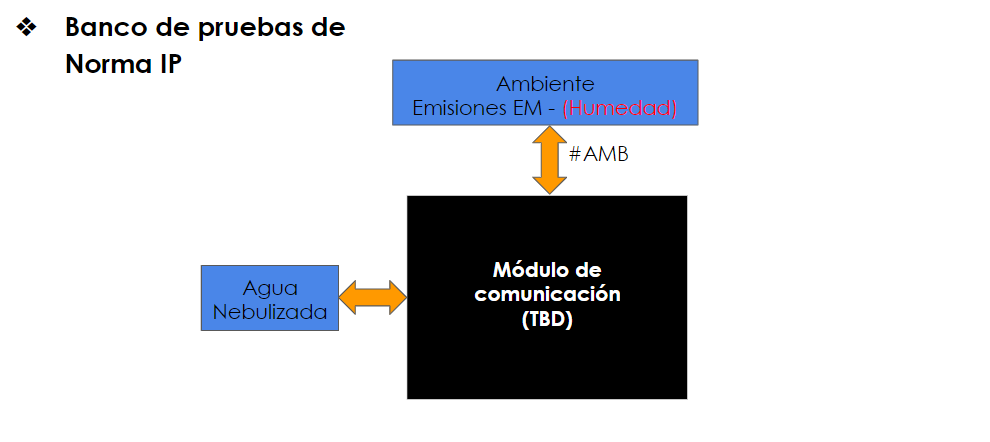 ❖ Banco de pruebas de
Norma IP
Ambiente
Emisiones EM - (Humedad)
#AMB
Módulo de
comunicación
(TBD)
Agua
Nebulizada